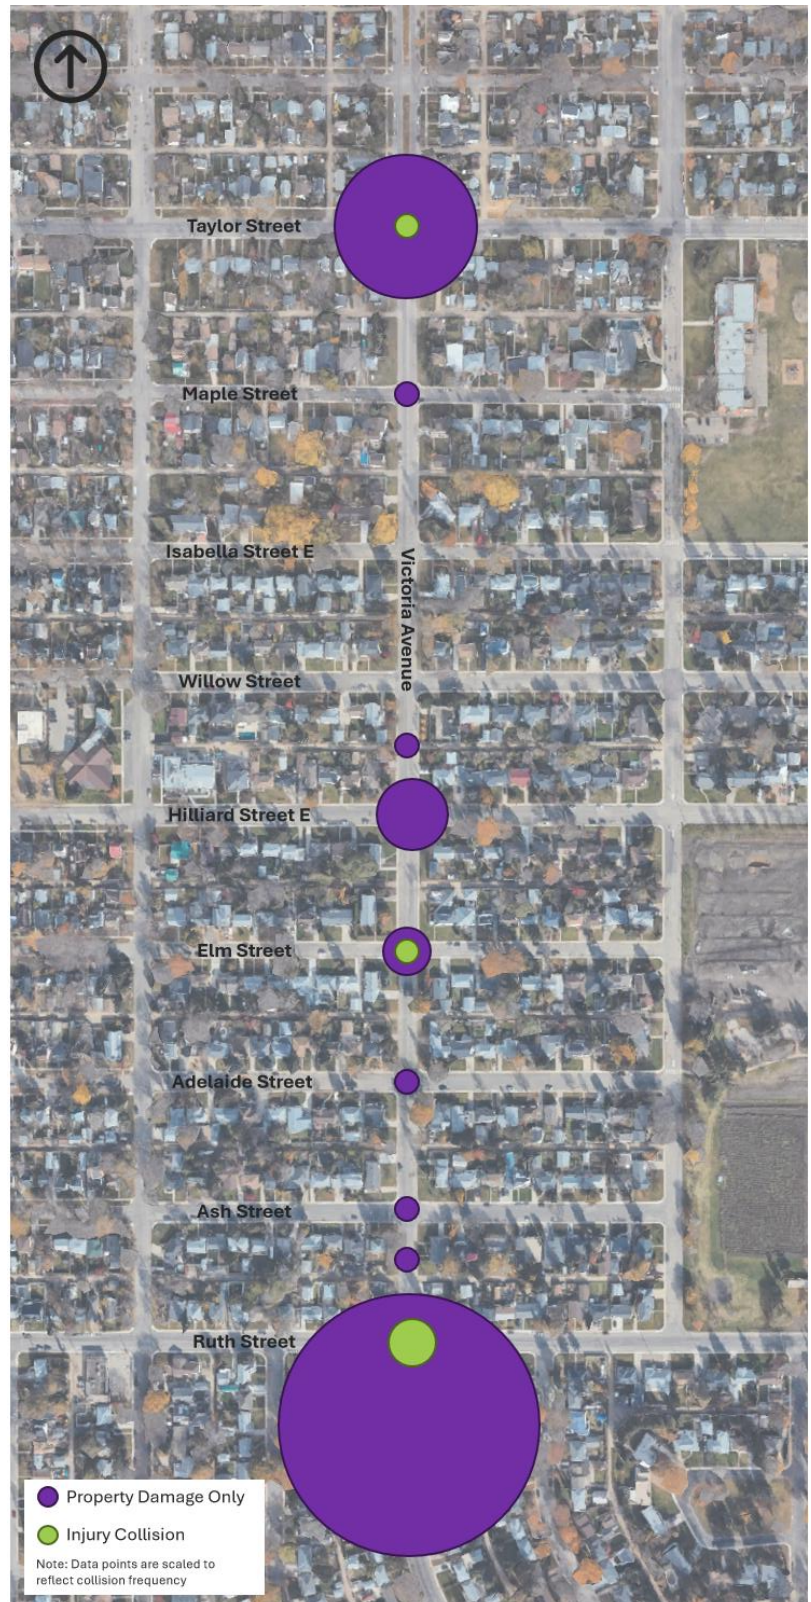 Taylor Street
Maple Street
Isabella Street E
Victoria Avenue
Willow Street
Hilliard Street E
Elm Street
Adelaide Street
Ash Street
Ruth Street
Property Damage Only
Injury Collision
Note: Data points are scaled to
reflect collision frequency